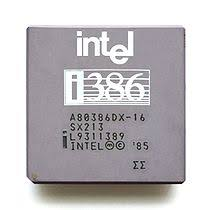 intel
i386
A80386DX-16
SX213
i L9311389
INTEL Ⓜ © '85
ΣΣ